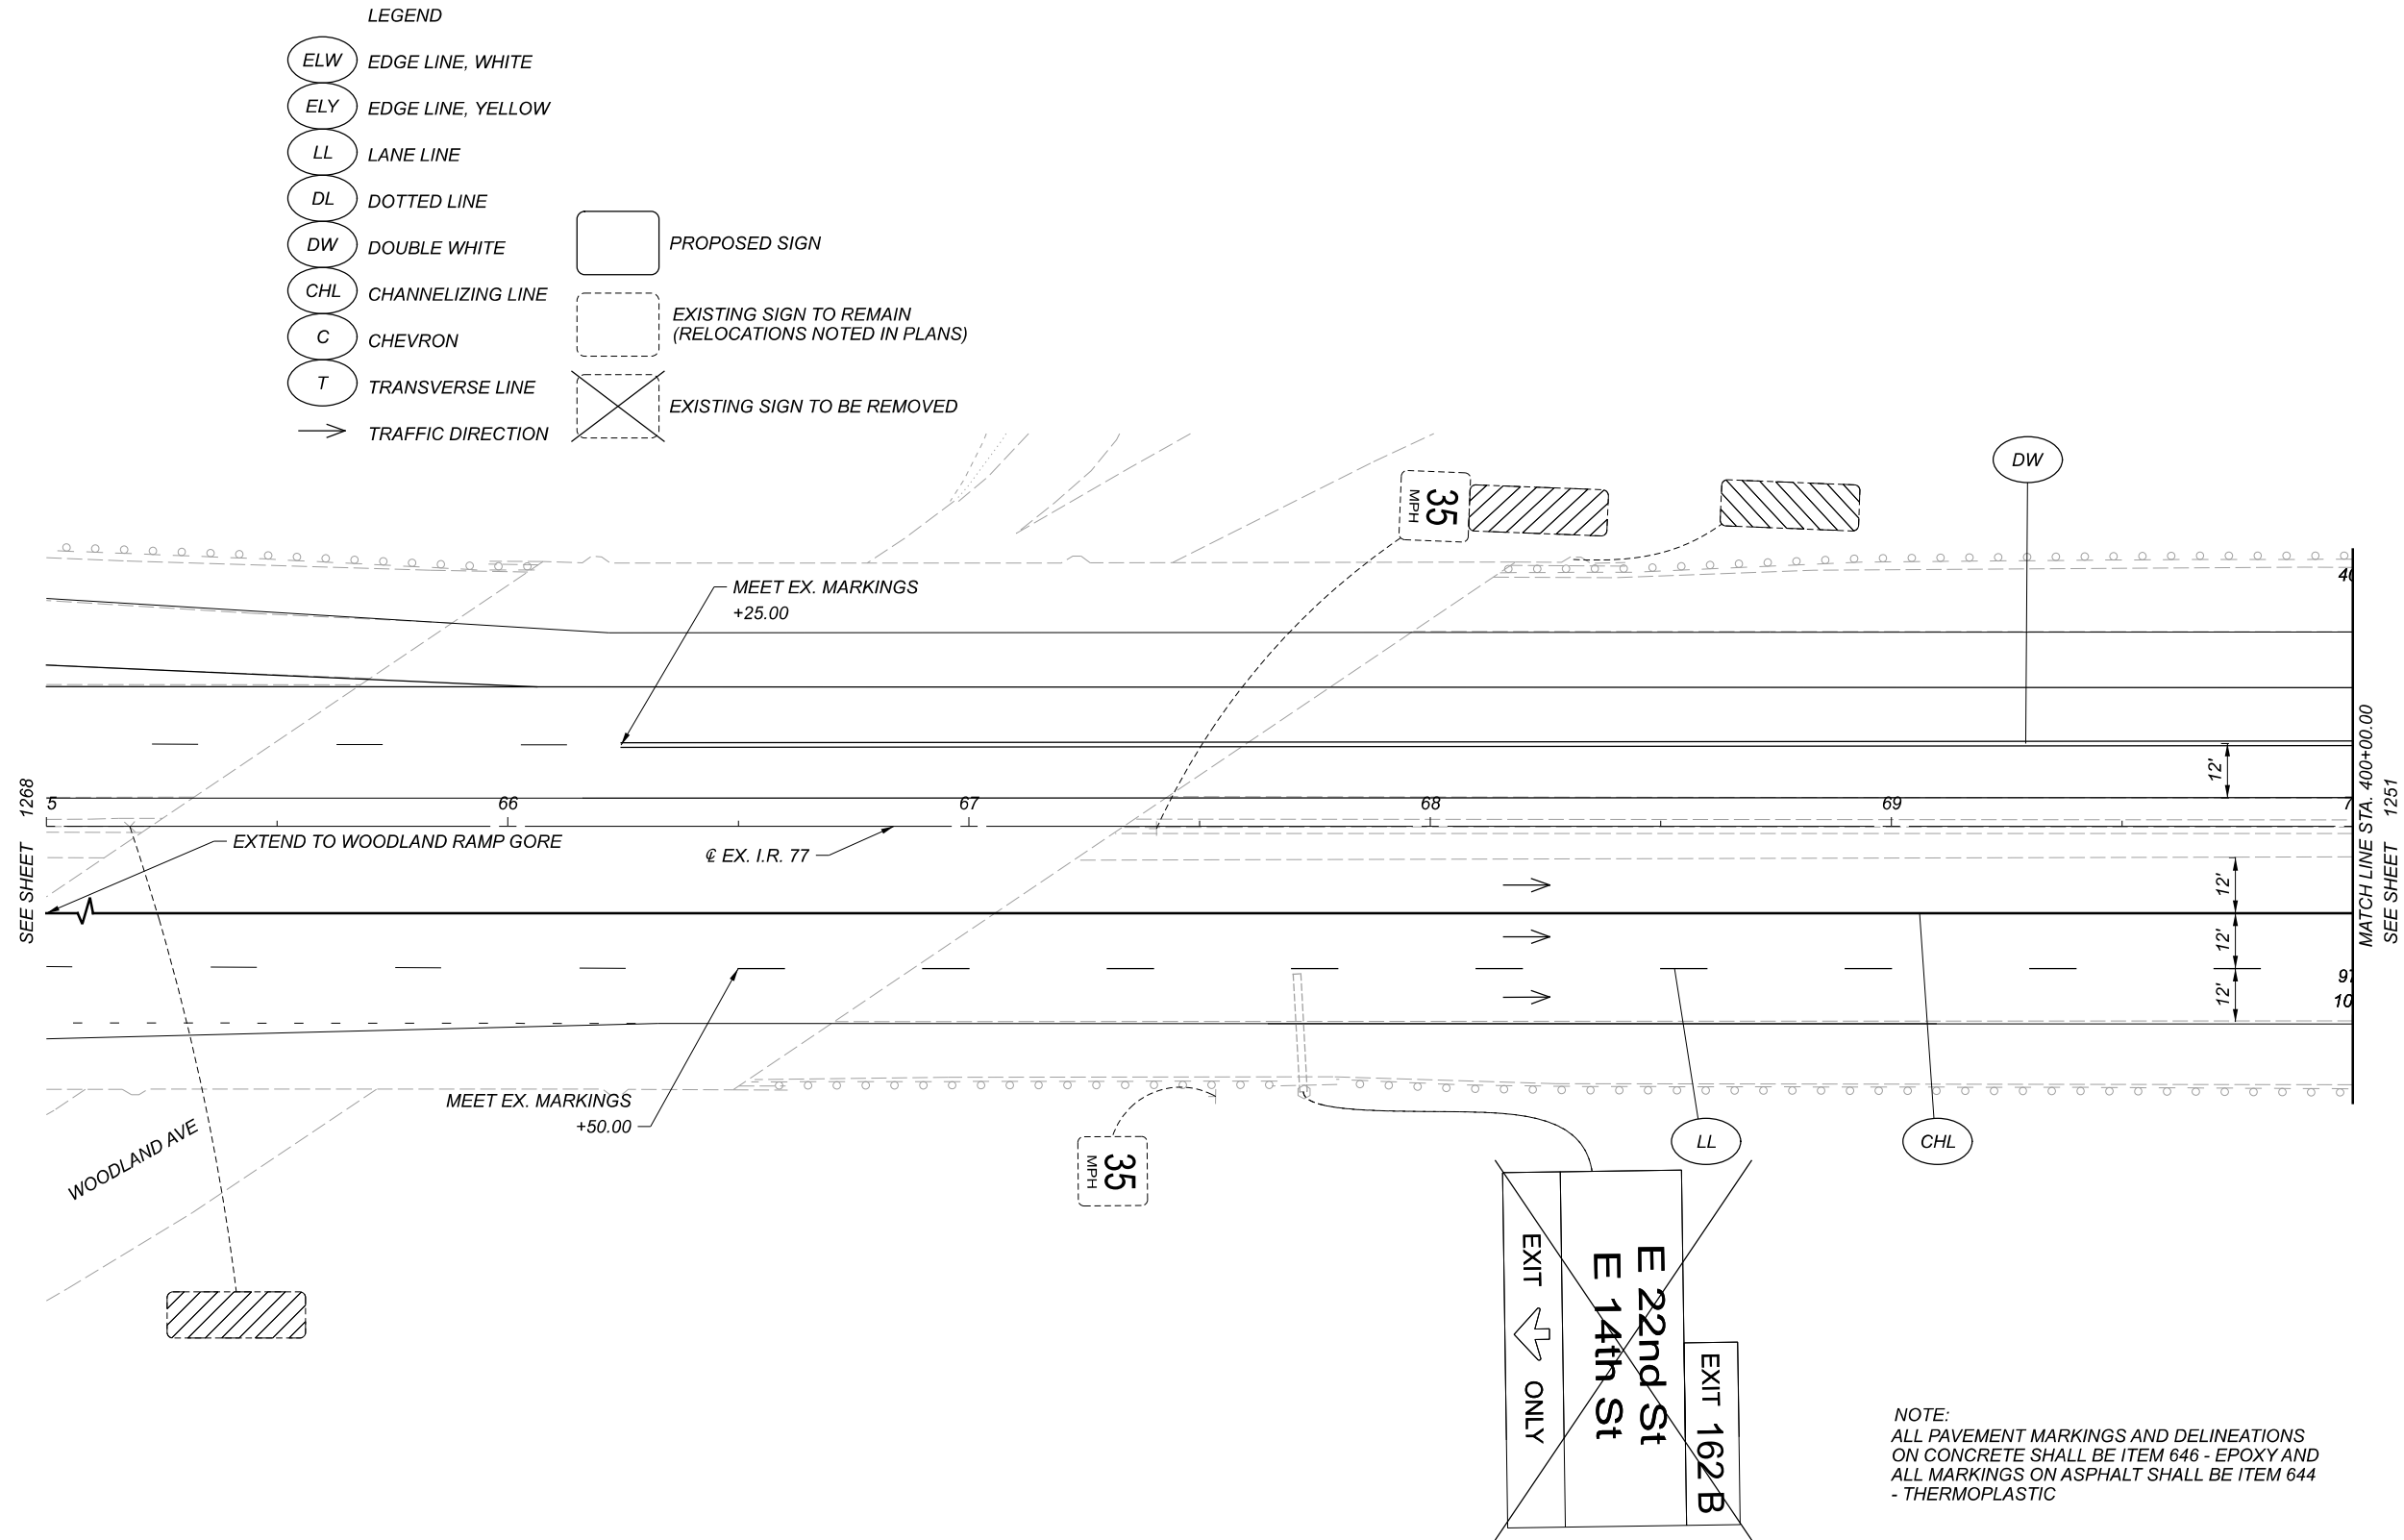 LEGEND
ELW EDGE LINE, WHITE
ELY EDGE LINE, YELLOW
LL LANE LINE
DL DOTTED LINE
DW DOUBLE WHITE
CHL CHANNELIZING LINE
C CHEVRON
T TRANSVERSE LINE
TRAFFIC DIRECTION
PROPOSED SIGN
EXISTING SIGN TO REMAIN
(RELOCATIONS NOTED IN PLANS)
EXISTING SIGN TO BE REMOVED
DW
35
MPH
MEET EX. MARKINGS
+25.00
40
12'
5
66
67
68
69
7
SEE SHEET 1268
EXTEND TO WOODLAND RAMP GORE
℄ EX. I.R. 77
MATCH LINE STA. 400+00.00
SEE SHEET 1251
12'
12'
12'
97
10
MEET EX. MARKINGS
+50.00
WOODLAND AVE
35
MPH
LL
CHL
EXIT 162 B
E 22nd St
E 14th St
EXIT ONLY
NOTE:
ALL PAVEMENT MARKINGS AND DELINEATIONS
ON CONCRETE SHALL BE ITEM 646 - EPOXY AND
ALL MARKINGS ON ASPHALT SHALL BE ITEM 644
- THERMOPLASTIC